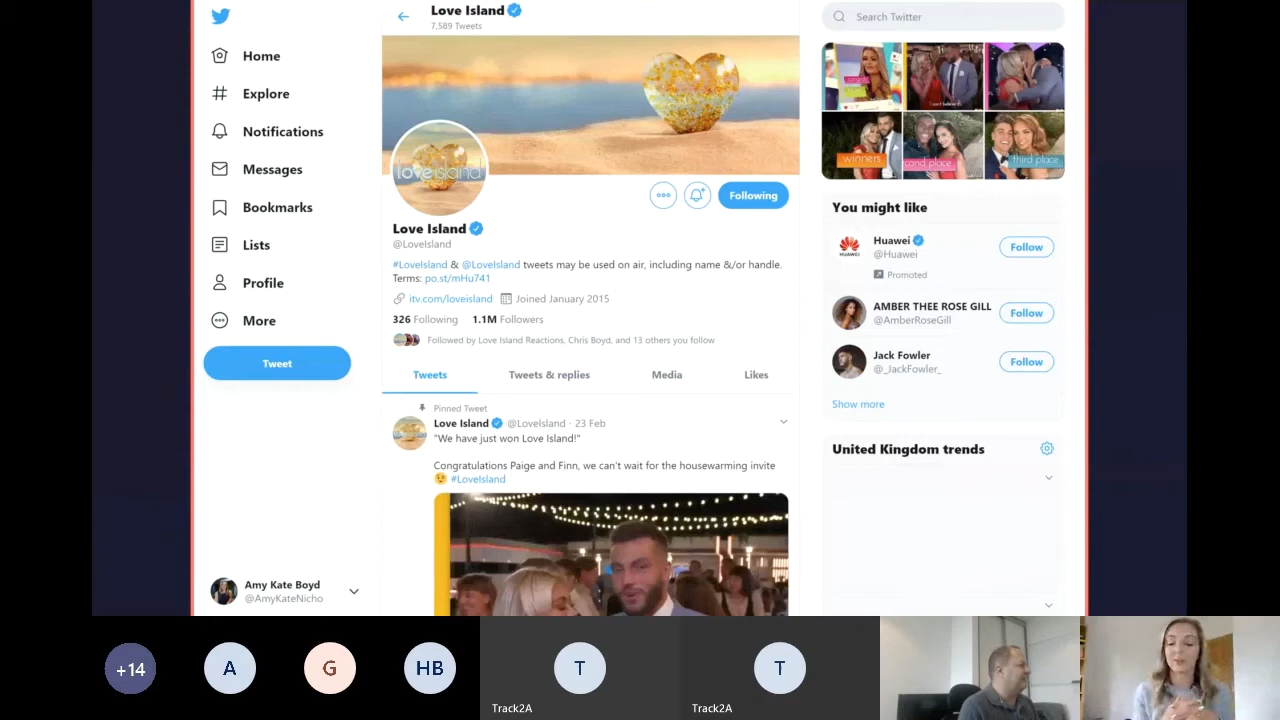 Love Island
7,589 Tweets
Search Twitter
Home
Explore
Notifications
Messages
Bookmarks
Lists
Profile
More
Tweet
Amy Kate Boyd
@AmyKateNicho
love island
Following
Love Island
@LoveIsland
#LoveIsland & @LoveIsland tweets may be used on air, including name &/or handle.
Terms: po.st/mHu741
itv.com/loveisland Joined January 2015
326 Following 1.1M Followers
Followed by Love Island Reactions, Chris Boyd, and 13 others you follow
Tweets Tweets & replies Media Likes
Pinned Tweet
Love Island @LoveIsland · 23 Feb
"We have just won Love Island!"
Congratulations Paige and Finn, we can't wait for the housewarming invite
#LoveIsland
winners
cond place
third place
You might like
Huawei
@Huawei
Promoted
Follow
AMBER THEE ROSE GILL
@AmberRoseGill
Follow
Jack Fowler
@_JackFowler_
Follow
Show more
United Kingdom trends
+14
A
G
HB
T
Track2A
T
Track2A